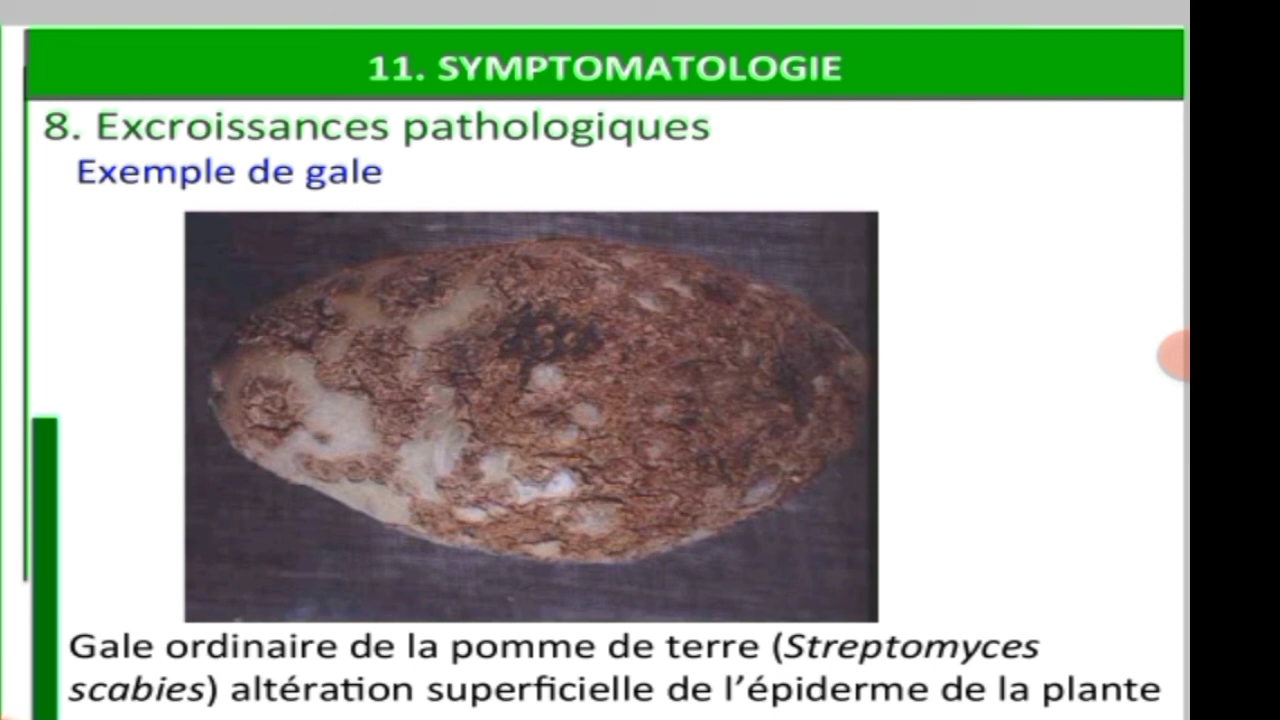 11. SYMPTOMATOLOGIE
8. Excroissances pathologiques
Exemple de gale
Gale ordinaire de la pomme de terre (Streptomyces
scabies) altération superficielle de l’épiderme de la plante